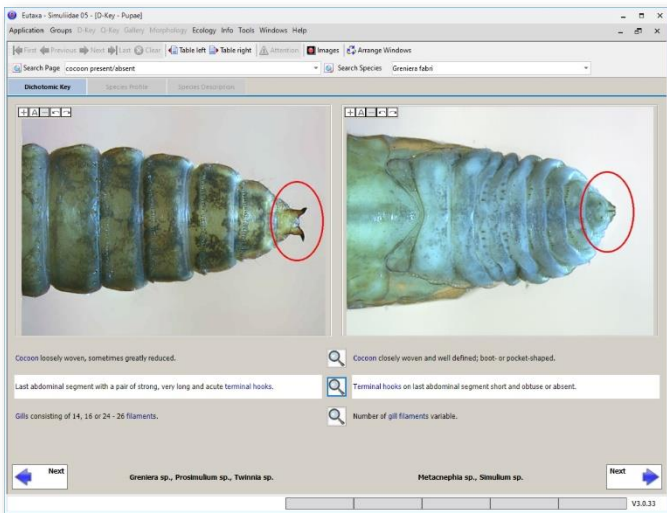 Eutaxa - Simuliidae 05 - [D-Key - Pupae]
Application Groups D-Key Q-Key Gallery Morphology Ecology Info Tools Windows Help
First Previous Next Last Clear Table left Table right Attention Images Arrange Windows
Search Page cocoon present/absent Search Species Greniera fabri
Dichotomic Key Species Profile Species Description
+ A -
+ A -
Cocoon loosely woven, sometimes greatly reduced. Cocoon closely woven and well defined; boot- or pocket-shaped.
Last abdominal segment with a pair of strong, very long and acute terminal hooks. Terminal hooks on last abdominal segment short and obtuse or absent.
Gills consisting of 14, 16 or 24 - 26 filaments. Number of gill filaments variable.
Next Greniera sp., Prosimulium sp., Twinnia sp. Metacnephia sp., Simulium sp. Next
V3.0.33